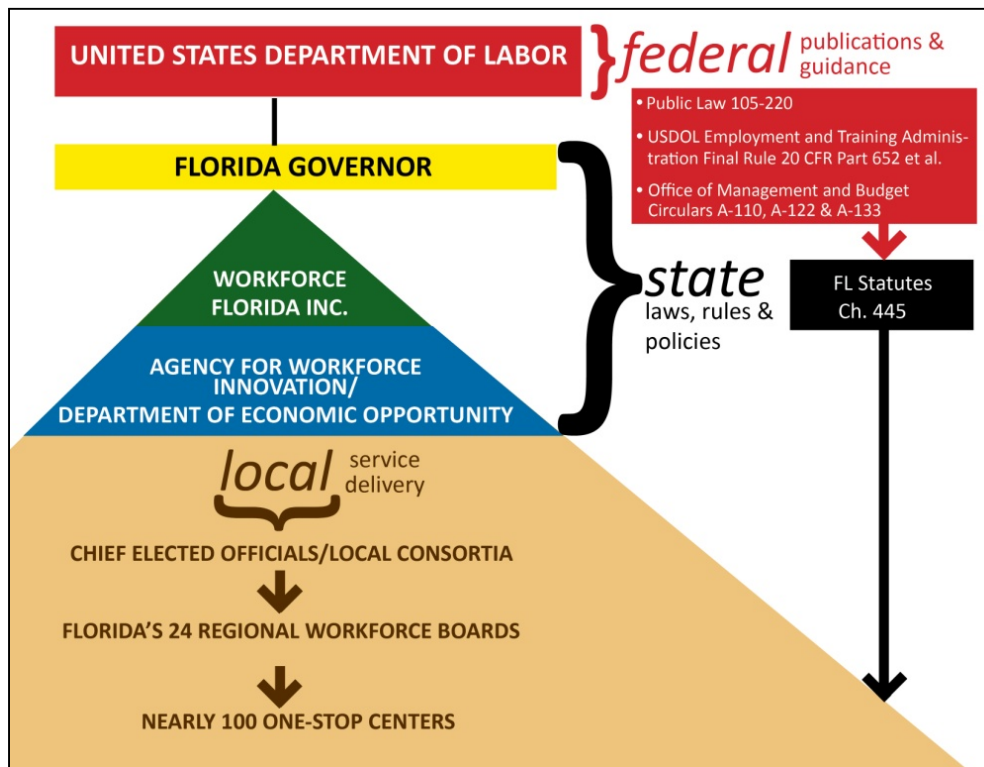 UNITED STATES DEPARTMENT OF LABOR
federal
publications &
guidance
• Public Law 105-220
• USDOL Employment and Training Adminis-
tration Final Rule 20 CFR Part 652 et al.
• Office of Management and Budget
Circulars A-110, A-122 & A-133
FLORIDA GOVERNOR
WORKFORCE
FLORIDA INC.
AGENCY FOR WORKFORCE
INNOVATION/
DEPARTMENT OF ECONOMIC OPPORTUNITY
state
laws, rules &
policies
FL Statutes
Ch. 445
local
service
delivery
CHIEF ELECTED OFFICIALS/LOCAL CONSORTIA
FLORIDA'S 24 REGIONAL WORKFORCE BOARDS
NEARLY 100 ONE-STOP CENTERS